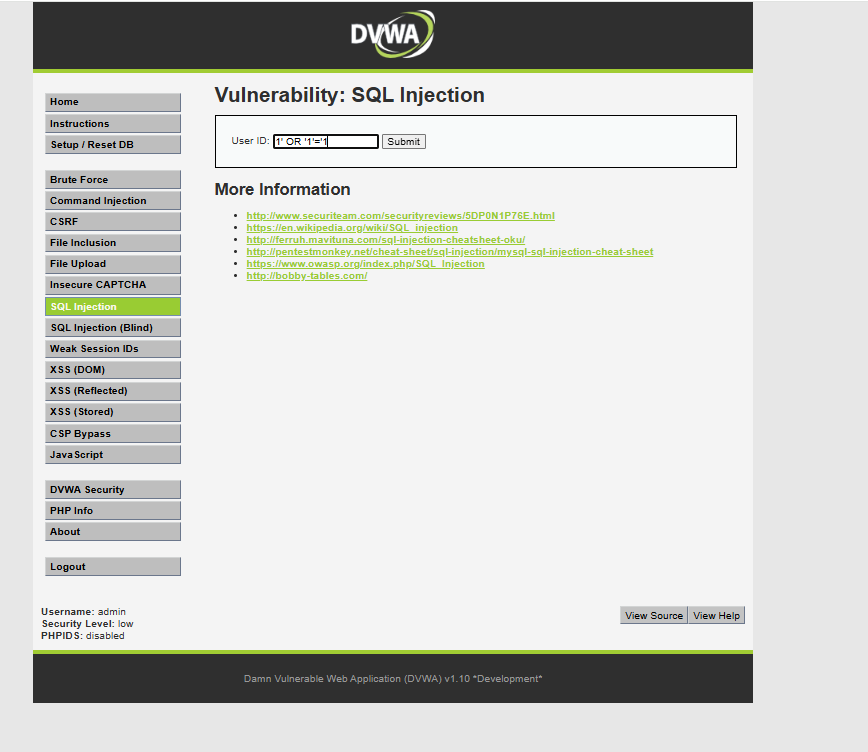 DVWA
Vulnerability: SQL Injection
Home
Instructions
Setup / Reset DB
Brute Force
Command Injection
CSRF
File Inclusion
File Upload
Insecure CAPTCHA
SQL Injection
SQL Injection (Blind)
Weak Session IDs
XSS (DOM)
XSS (Reflected)
XSS (Stored)
CSP Bypass
JavaScript
DVWA Security
PHP Info
About
Logout
User ID: 1' OR '1'='1 Submit
More Information
http://www.securiteam.com/securityreviews/5DP0N1P76E.html
https://en.wikipedia.org/wiki/SQL_injection
http://ferruh.mavituna.com/sql-injection-cheatsheet-oku/
http://pentestmonkey.net/cheat-sheet/sql-injection/mysql-sql-injection-cheat-sheet
https://www.owasp.org/index.php/SQL_Injection
http://bobby-tables.com/
Username: admin
Security Level: low
PHPIDS: disabled
View Source View Help
Damn Vulnerable Web Application (DVWA) v1.10 *Development*